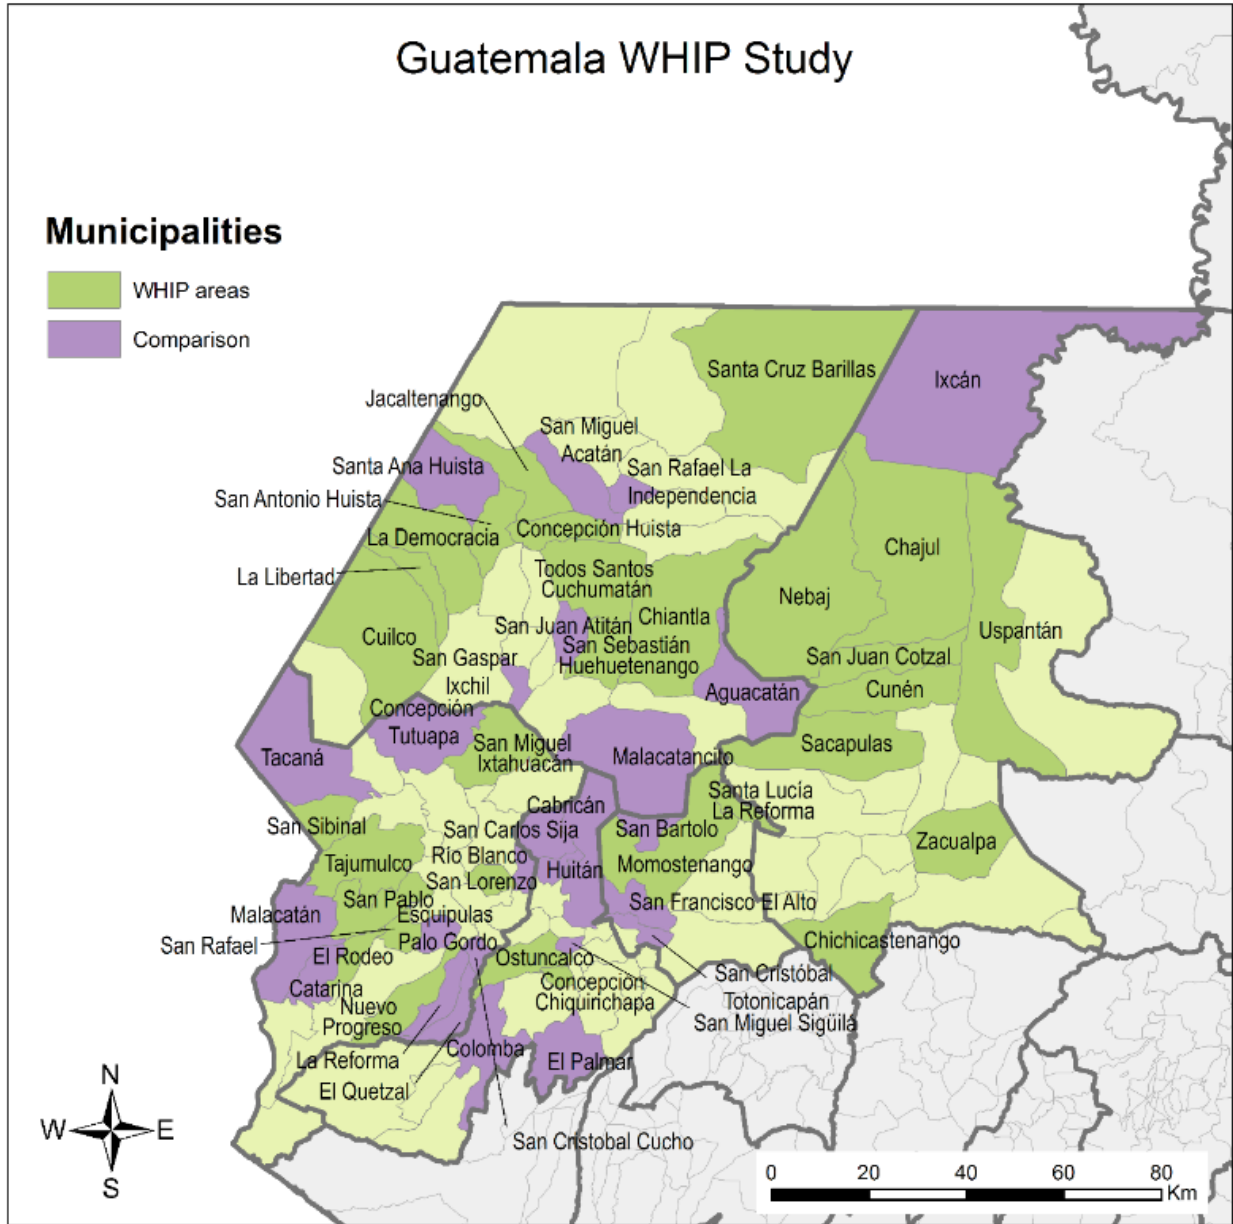 Guatemala WHIP Study
Municipalities
WHIP areas
Comparison
Santa Cruz Barillas
Ixcán
Jacaltenango
San Miguel
Acatán
Santa Ana Huista
San Rafael La
Independencia
San Antonio Huista
Concepción Huista
La Democracia
Chajul
La Libertad
Todos Santos
Cuchumatán
Nebaj
Chiantla
San Juan Atitán
Uspantán
Cuilco
San Sebastián
Huehuetenango
San Gaspar
Ixchil
San Juan Cotzal
Aguacatán
Cunén
Concepción
Tutuapa
Tacaná
San Miguel
Ixtahuacán
Malacatancito
Sacapulas
Santa Lucía
La Reforma
Cabricán
San Sibinal
San Carlos Sija
San Bartolo
Zacualpa
Tajumulco
Río Blanco
Huitán
Momostenango
San Lorenzo
San Pablo
San Francisco El Alto
Malacatán
Esquipulas
Palo Gordo
San Rafael
El Rodeo
Ostuncalco
Chichicastenango
Catarina
Concepción
Chiquirichapa
San Cristóbal
Totonicapán
Nuevo
Progreso
San Miguel Sigüilá
La Reforma
Colomba
El Palmar
El Quetzal
San Cristobal Cucho
N
W
E
S
0 20 40 60 80
Km